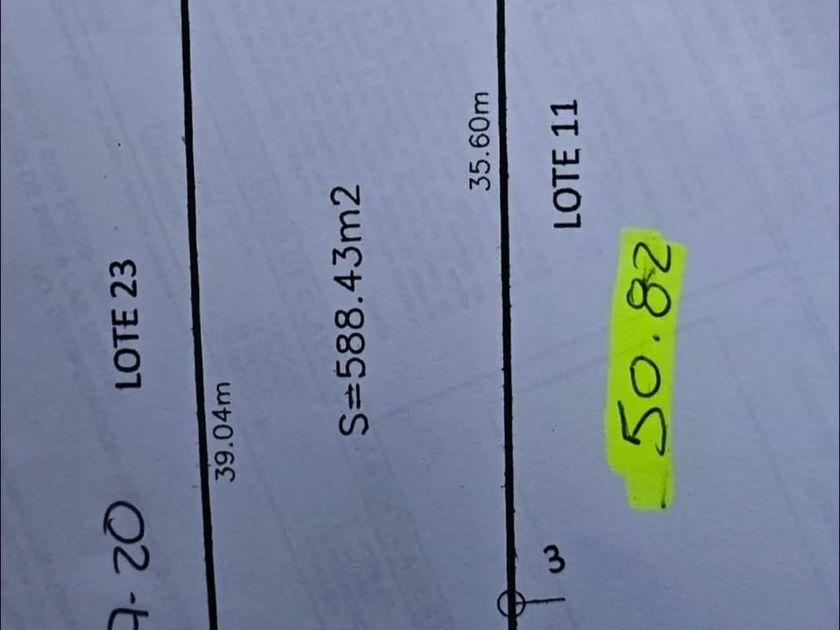 LOTE 23
39.04m
S=588.43m2
35.60m
LOTE 11
50.82
3